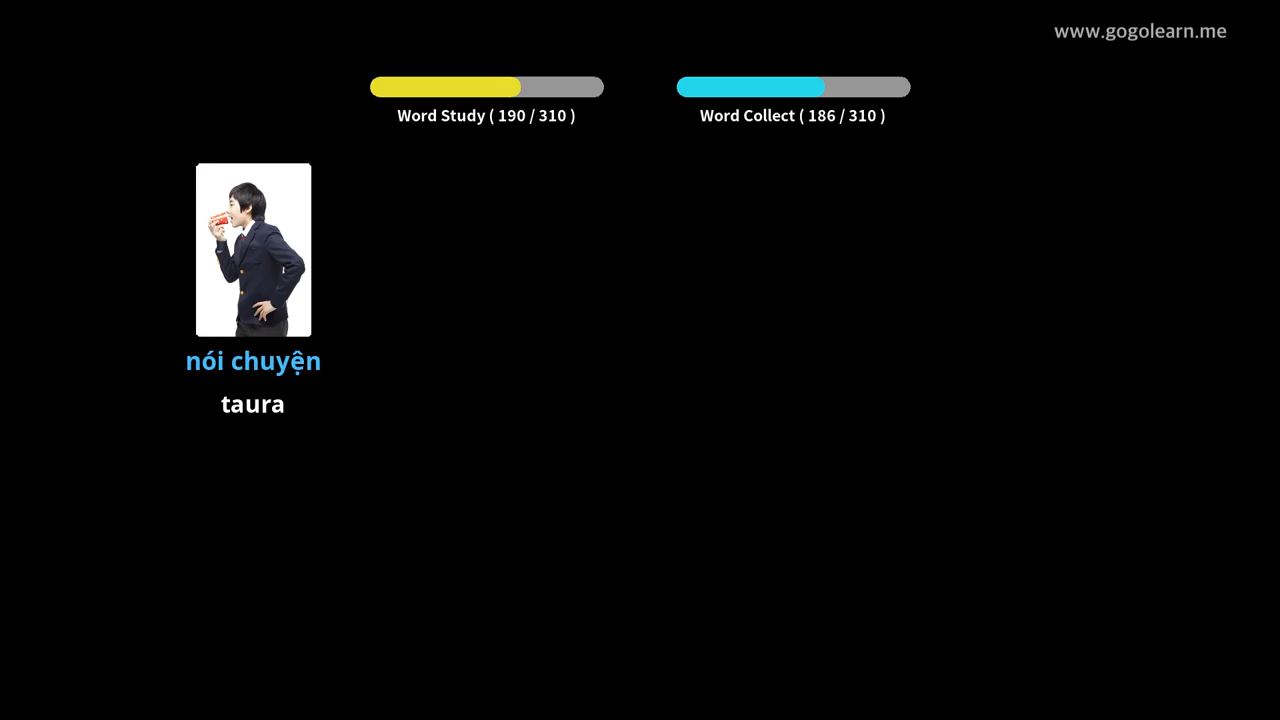 www.gogolearn.me
Word Study ( 190 / 310 )
Word Collect ( 186 / 310 )
nói chuyện
taura